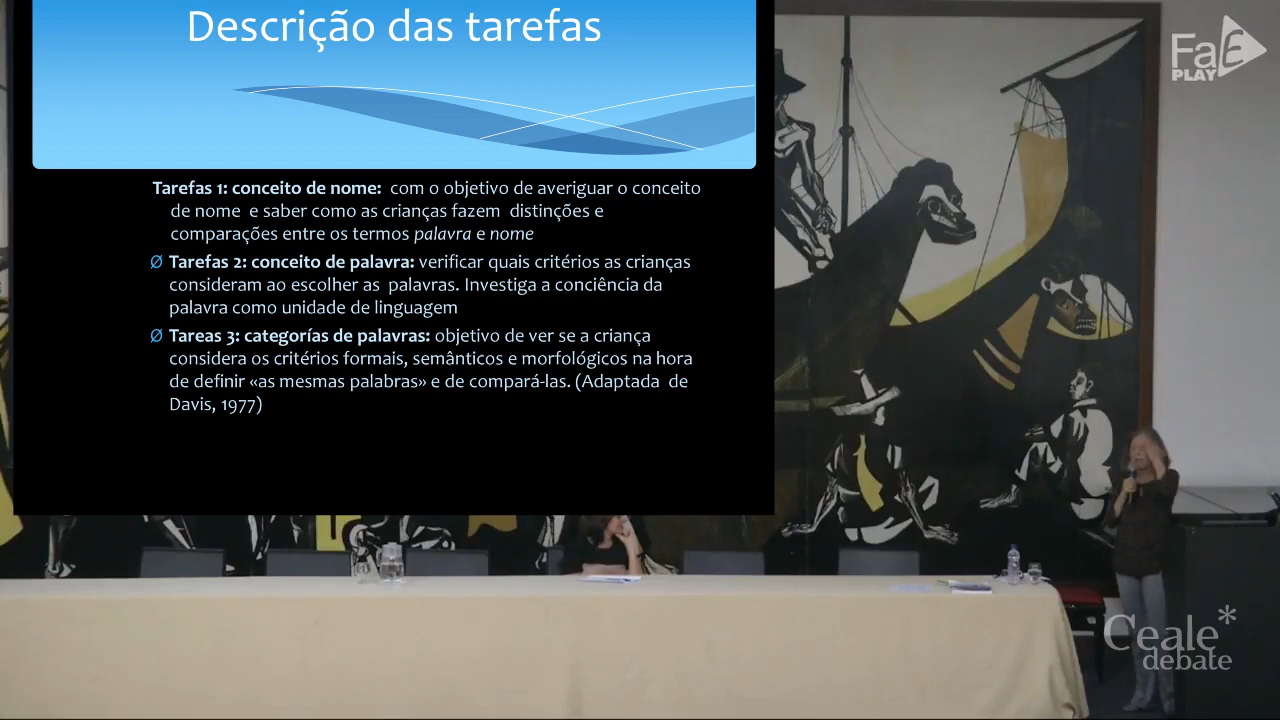 Descrição das tarefas
FaE
PLAY
Tarefas 1: conceito de nome: com o objetivo de averiguar o conceito
de nome e saber como as crianças fazem distinções e
comparações entre os termos palavra e nome
Ø Tarefas 2: conceito de palavra: verificar quais critérios as crianças
consideram ao escolher as palavras. Investiga a conciência da
palavra como unidade de linguagem
Ø Tareas 3: categorías de palavras: objetivo de ver se a criança
considera os critérios formais, semânticos e morfológicos na hora
de definir «as mesmas palabras» e de compará-las. (Adaptada de
Davis, 1977)
Ceale*
debate